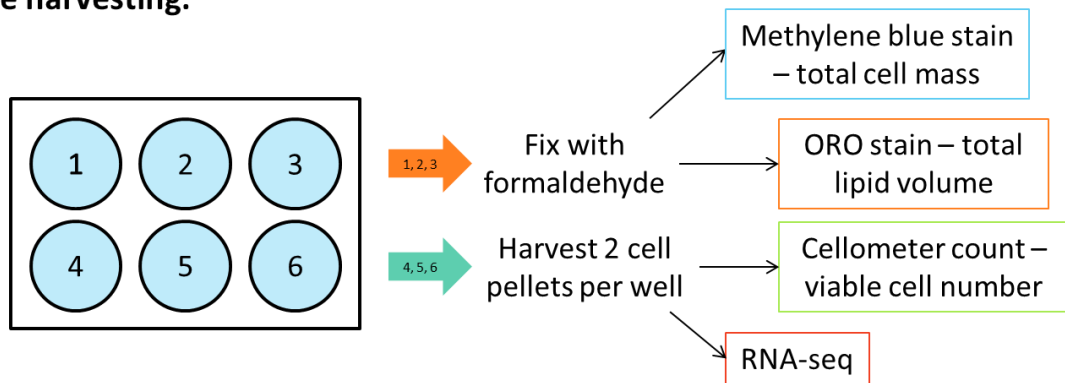 e harvesting:
1 2 3
4 5 6
1, 2, 3
Fix with
formaldehyde
4, 5, 6
Harvest 2 cell
pellets per well
Methylene blue stain
– total cell mass
ORO stain – total
lipid volume
Cellometer count –
viable cell number
RNA-seq